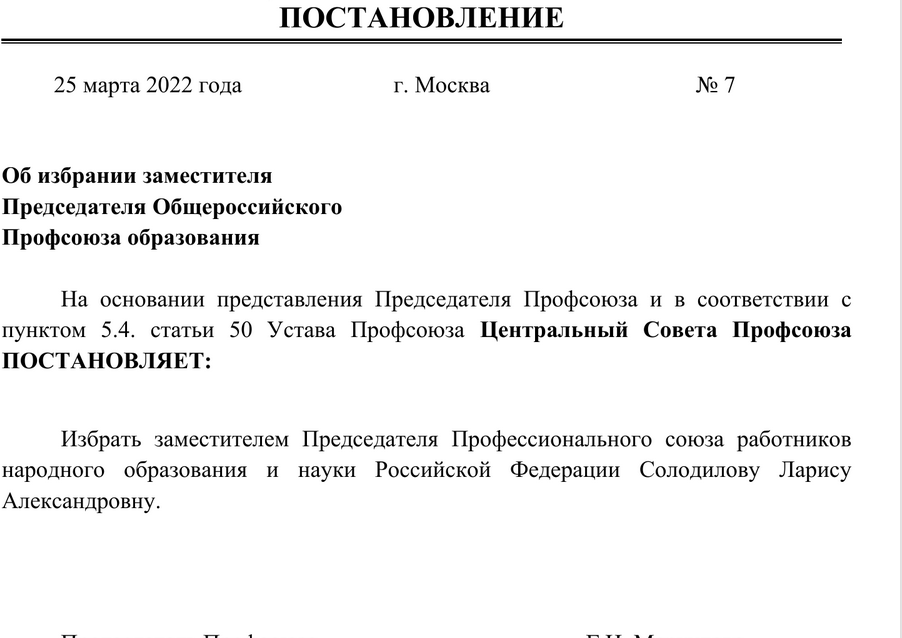 ПОСТАНОВЛЕНИЕ
25 марта 2022 года г. Москва № 7
Об избрании заместителя
Председателя Общероссийского
Профсоюза образования
На основании представления Председателя Профсоюза и в соответствии с
пунктом 5.4. статьи 50 Устава Профсоюза Центральный Совета Профсоюза
ПОСТАНОВЛЯЕТ:
Избрать заместителем Председателя Профессионального союза работников
народного образования и науки Российской Федерации Солодилову Ларису
Александровну.